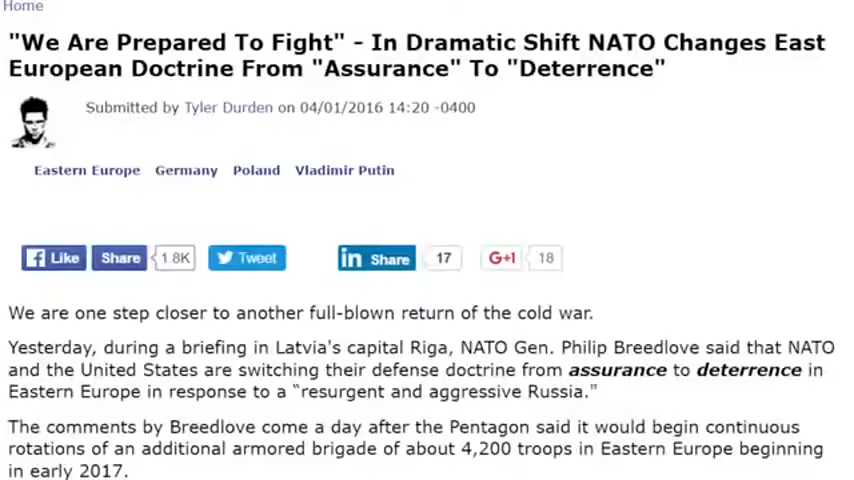 Home
"We Are Prepared To Fight" - In Dramatic Shift NATO Changes East
European Doctrine From "Assurance" To "Deterrence"
Submitted by Tyler Durden on 04/01/2016 14:20 -0400
Eastern Europe Germany Poland Vladimir Putin
Like Share 1.8K Tweet in Share 17 G+1 18
We are one step closer to another full-blown return of the cold war.
Yesterday, during a briefing in Latvia's capital Riga, NATO Gen. Philip Breedlove said that NATO
and the United States are switching their defense doctrine from assurance to deterrence in
Eastern Europe in response to a “resurgent and aggressive Russia."
The comments by Breedlove come a day after the Pentagon said it would begin continuous
rotations of an additional armored brigade of about 4,200 troops in Eastern Europe beginning
in early 2017.